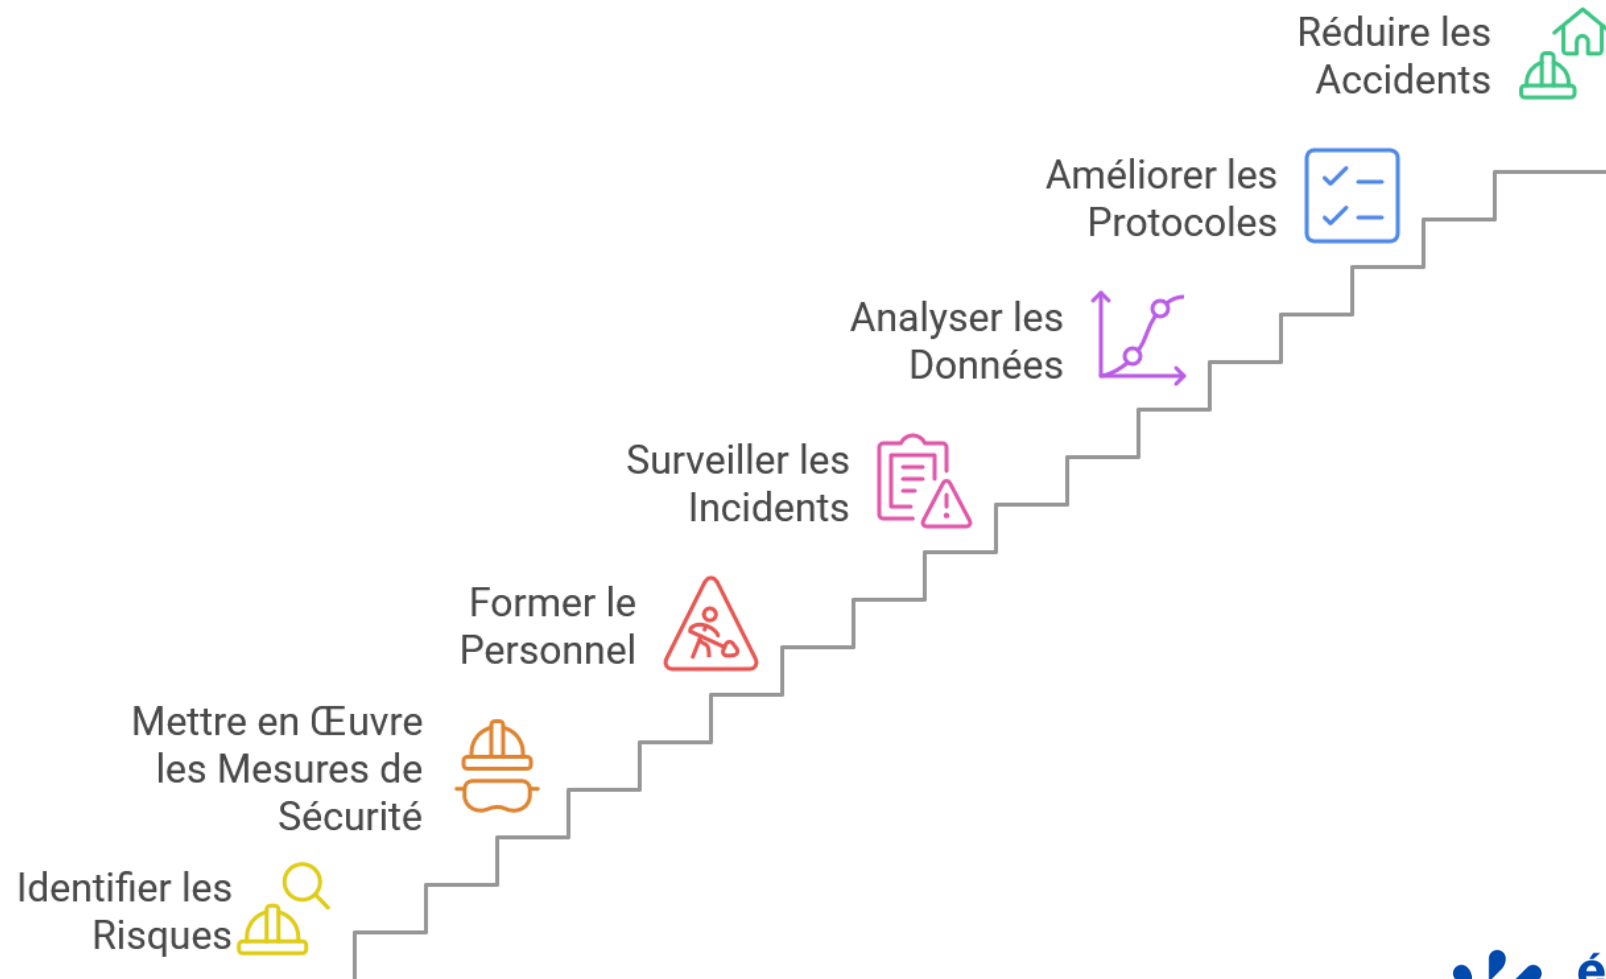 Réduire les
Accidents
Améliorer les
Protocoles
Analyser les
Données
Surveiller les
Incidents
Former le
Personnel
Mettre en Œuvre
les Mesures de
Sécurité
Identifier les
Risques
é